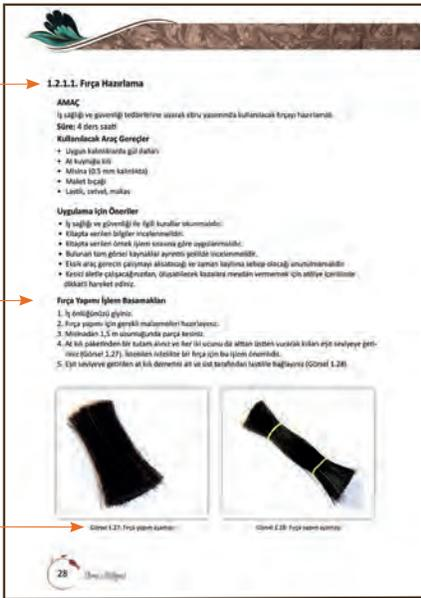 1.2.1.1. Fırça Hazırlama
AMAÇ
İş sağlığı ve güvenliği tedbirlerine uyarak ebru yapımında kullanılacak fırçayı hazırlamak.
Süre: 4 ders saati
Kullanılacak Araç Gereçler
• Uygun kalınlıklarda gül dalları
• At kuyruğu kılı
• Misina (0.5 mm kalınlıkta)
• Maket bıçağı
• Lastik, cetvel, makas
Uygulama İçin Öneriler
• İş sağlığı ve güvenliği ile ilgili kurallar okunmalıdır.
• Kitapta verilen bilgiler incelenmelidir.
• Kitapta verilen örnek işlem sırasına göre uygulanmalıdır.
• Bulunan tüm görsel kaynaklar ayrıntılı şekilde incelenmelidir.
• Eksik araç gerecin çalışmayı aksatacağı ve zaman kaybına sebep olacağı unutulmamalıdır.
• Kesici aletle çalışacağınızdan, oluşabilecek kazalara meydan vermemek için atölye içerisinde
dikkatli hareket ediniz.
Fırça Yapımı İşlem Basamakları
1. İş önlüğünüzü giyiniz.
2. Fırça yapımı için gerekli malzemeleri hazırlayınız.
3. Misinadan 1,5 m uzunluğunda parça kesiniz.
4. At kılı paketinden bir tutam alınız ve her iki ucunu da alttan üstten vurarak kılları eşit seviyeye geti-
riniz (Görsel 1.27). İstenilen nitelikte bir fırça için bu işlem önemlidir.
5. Eşit seviyeye getirilen at kılı demetini alt ve üst tarafından lastikle bağlayınız (Görsel 1.28).
Görsel 1.27: Fırça yapım aşaması
Görsel 1.28: Fırça yapım aşaması
28